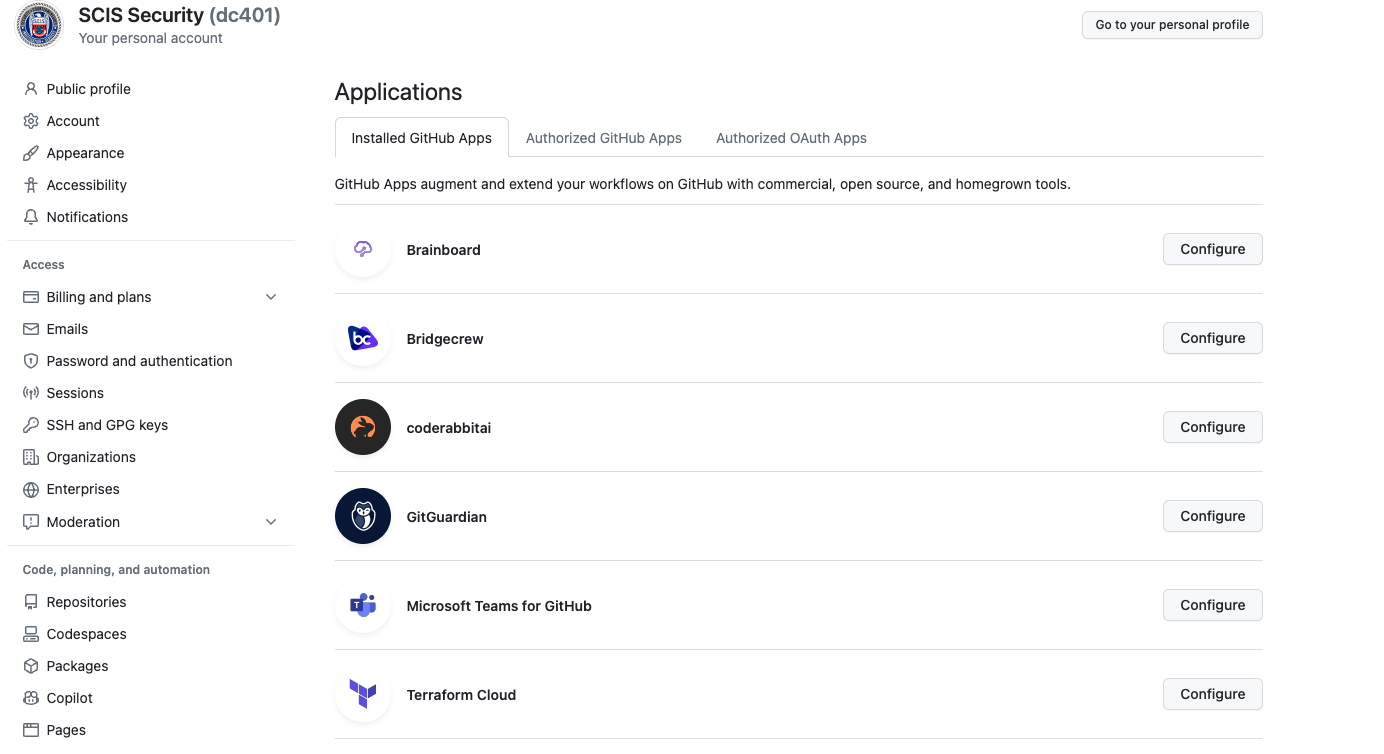 SCIS Security (dc401)
Your personal account
Go to your personal profile
Public profile
Account
Appearance
Accessibility
Notifications
Access
Billing and plans
Emails
Password and authentication
Sessions
SSH and GPG keys
Organizations
Enterprises
Moderation
Code, planning, and automation
Repositories
Codespaces
Packages
Copilot
Pages
Applications
Installed GitHub Apps
Authorized GitHub Apps
Authorized OAuth Apps
GitHub Apps augment and extend your workflows on GitHub with commercial, open source, and homegrown tools.
Brainboard
Configure
bc
Bridgecrew
Configure
coderabbitai
Configure
GitGuardian
Configure
T
Microsoft Teams for GitHub
Configure
Terraform Cloud
Configure